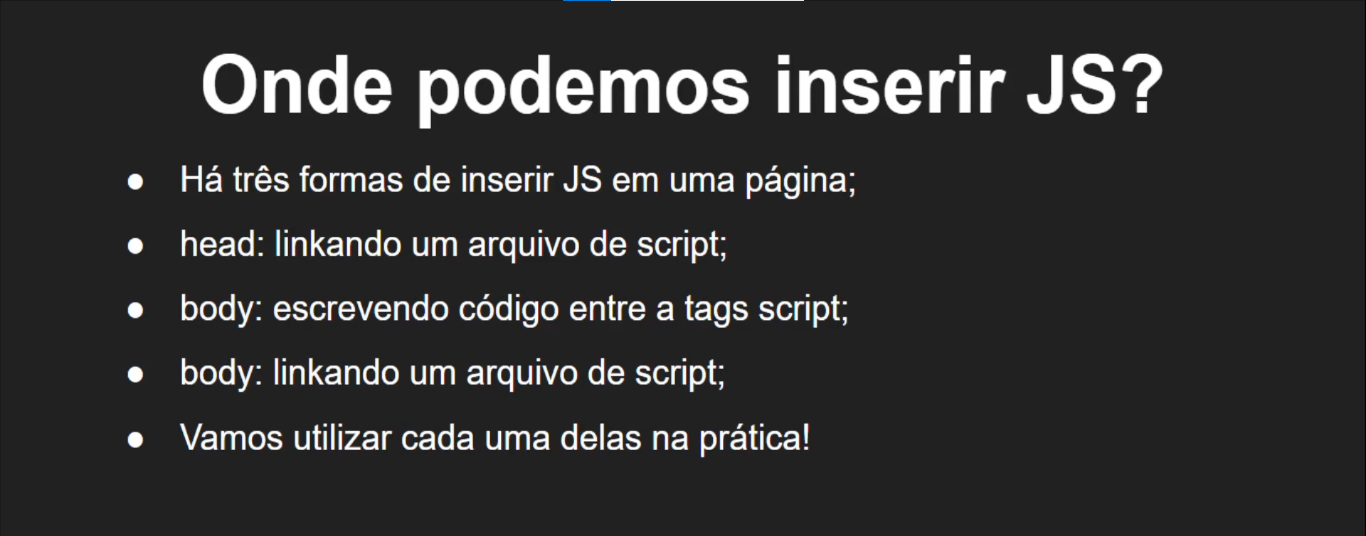 Onde podemos inserir JS?
● Há três formas de inserir JS em uma página;
● head: linkando um arquivo de script;
● body: escrevendo código entre a tags script;
● body: linkando um arquivo de script;
● Vamos utilizar cada uma delas na prática!